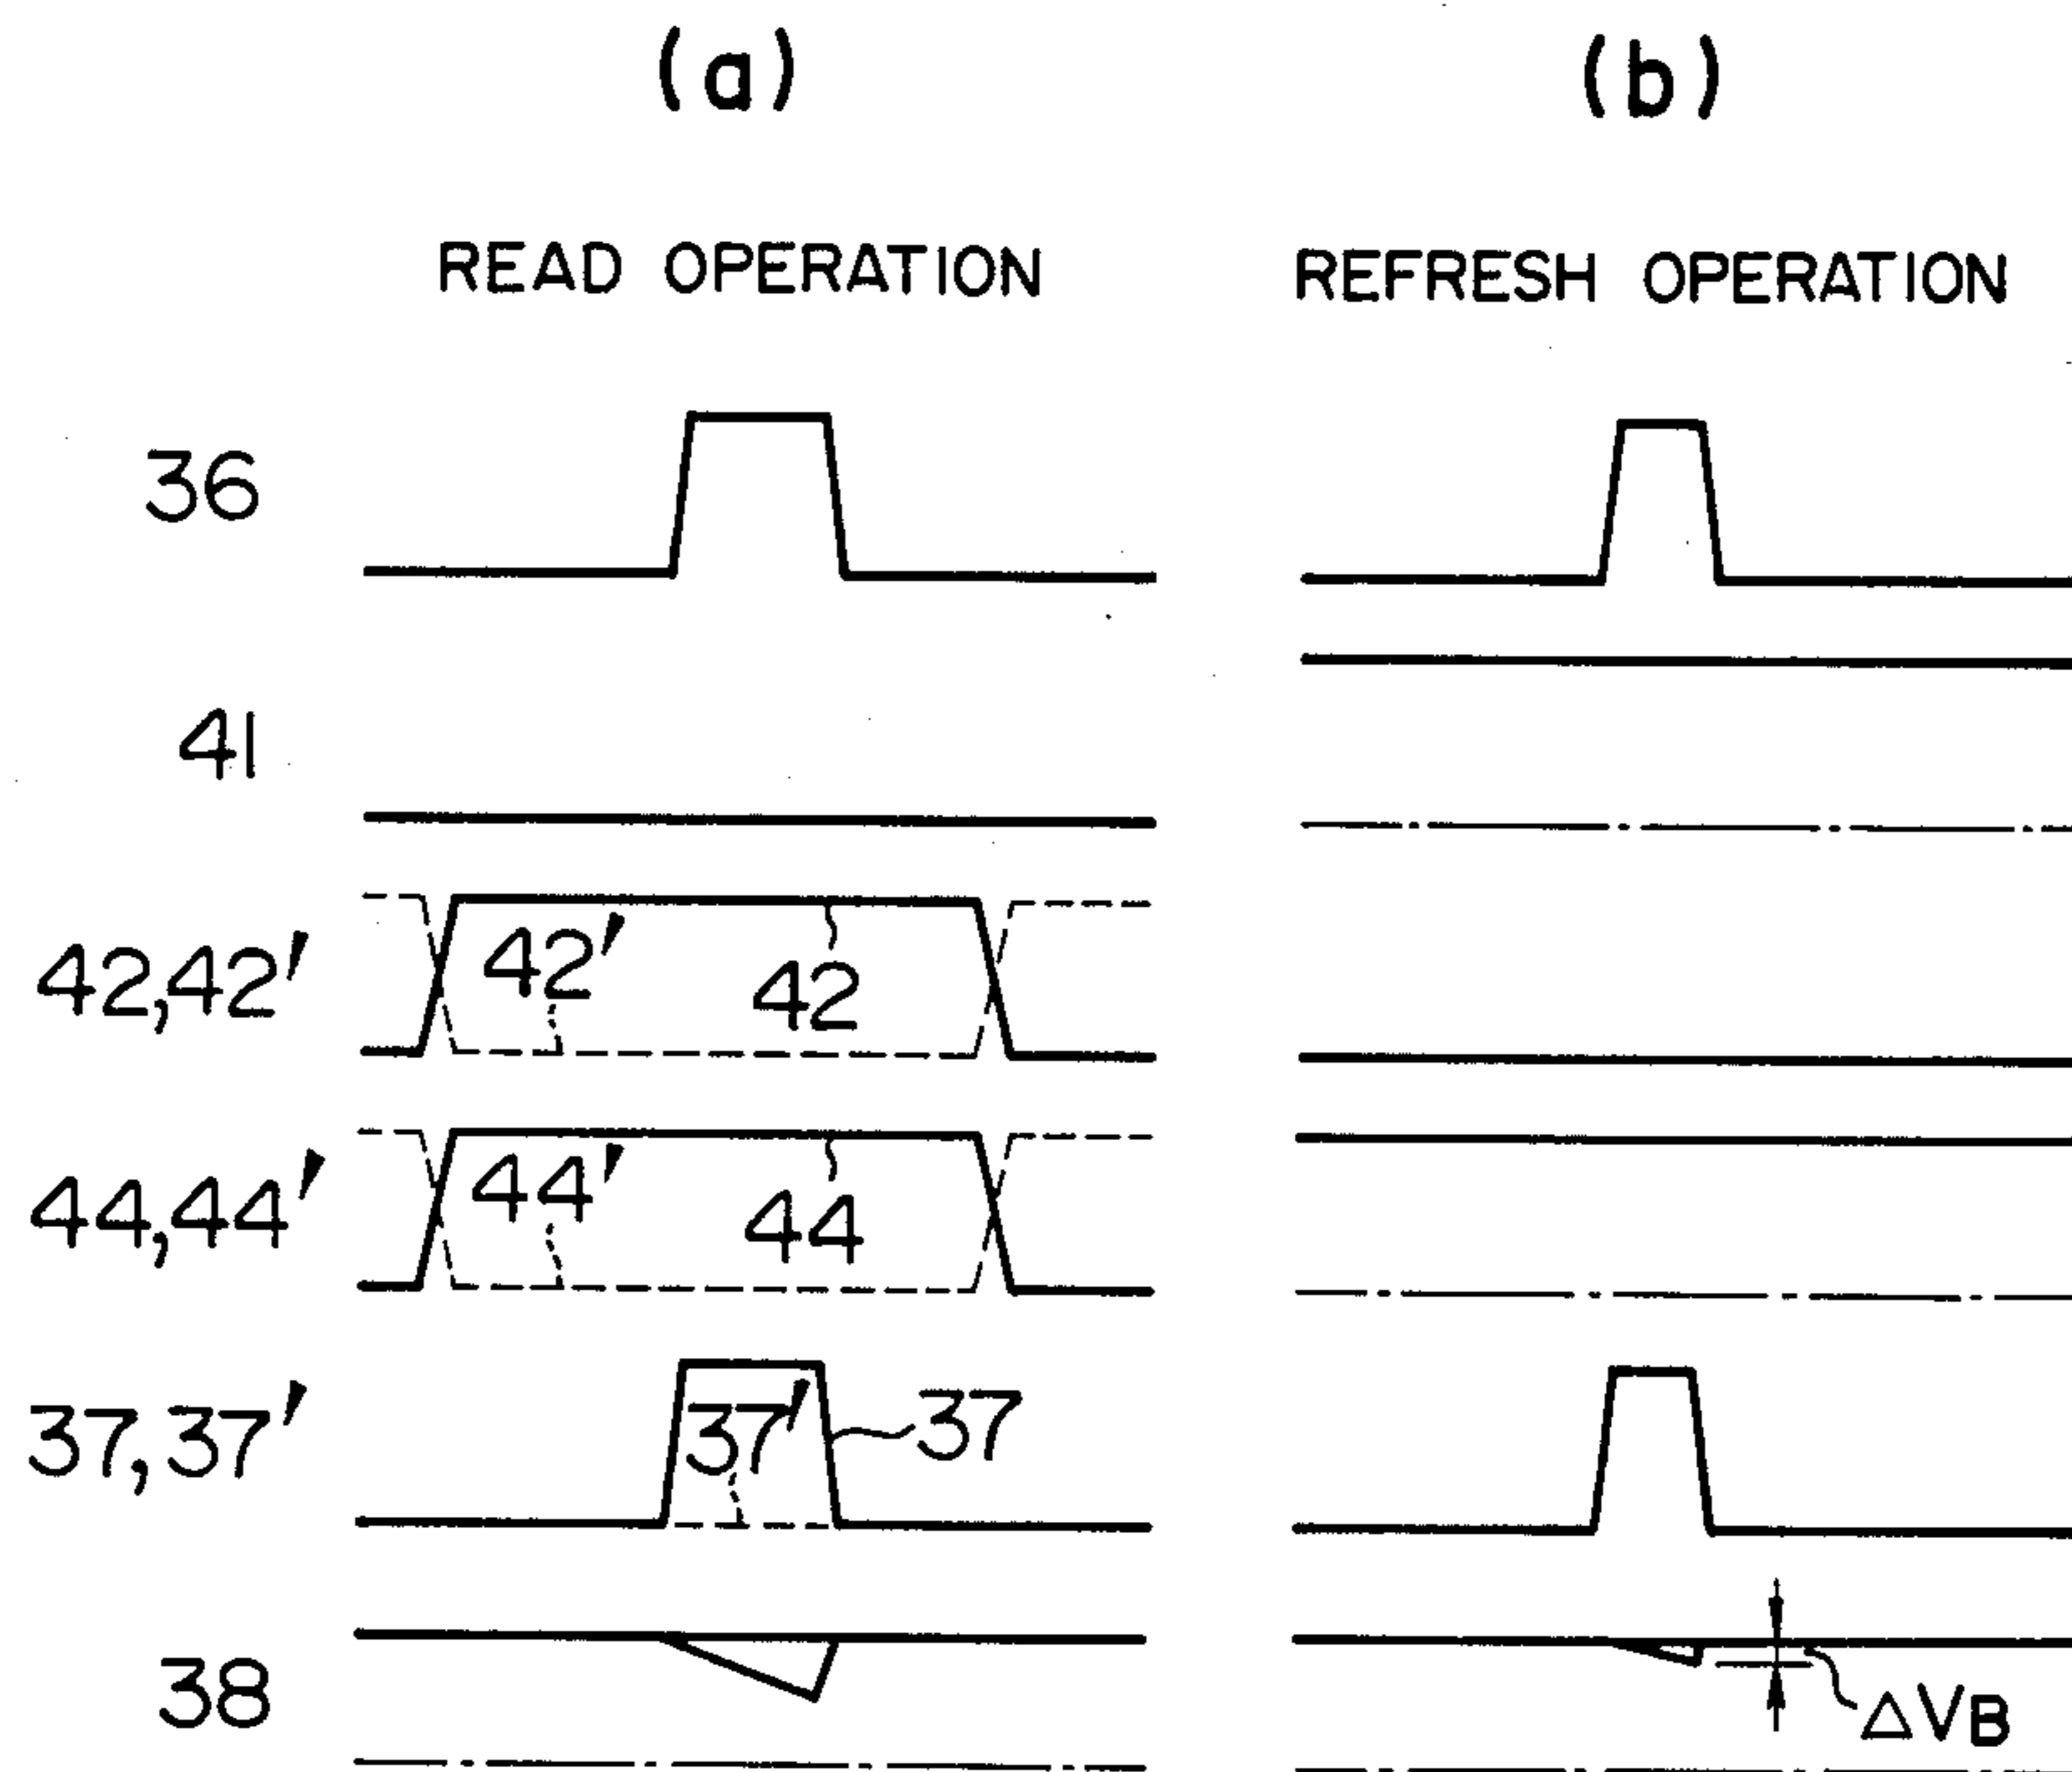 (a) (b)
READ OPERATION REFRESH OPERATION
36
41
42,42' 42' 42
44,44' 44' 44
37,37' 37' 37
38 ΔVB